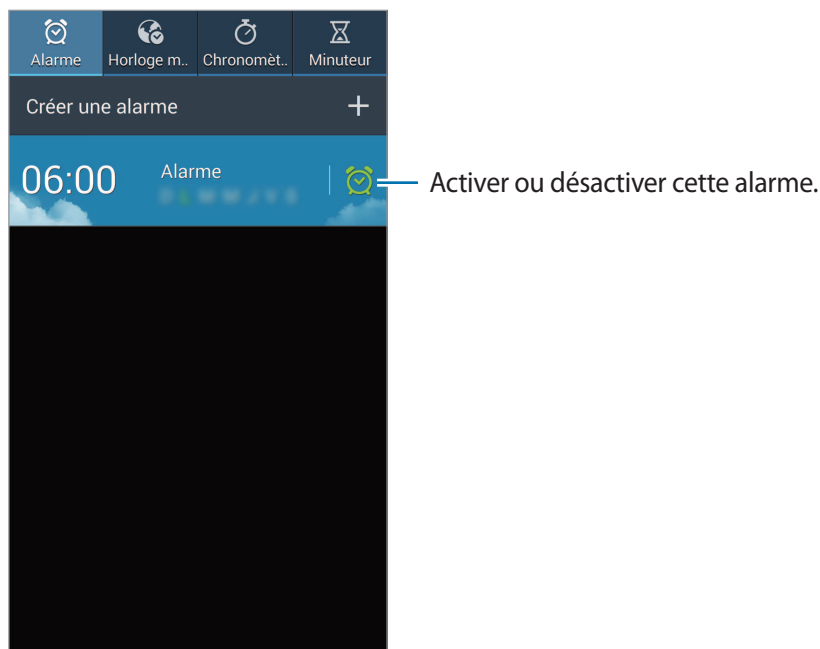 Alarme Horloge m.. Chronomèt.. Minuteur
Créer une alarme
06:00 Alarme
Activer ou désactiver cette alarme.